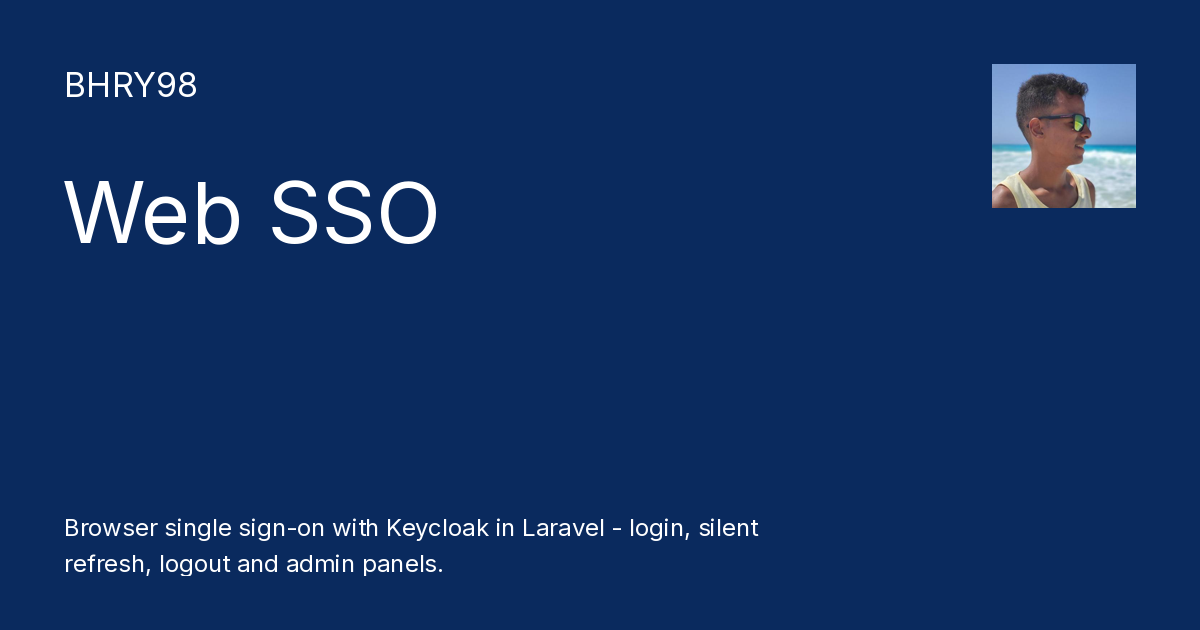 BHRY98
Web SSO
Browser single sign-on with Keycloak in Laravel - login, silent
refresh, logout and admin panels.